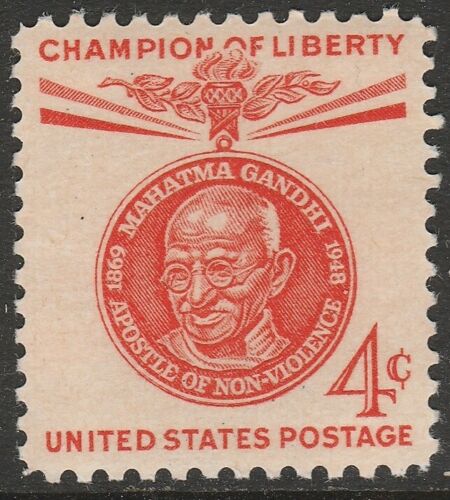 CHAMPION OF LIBERTY
MAHATMA GANDHI
1869
1948
APOSTLE OF NON-VIOLENCE
4¢
UNITED STATES POSTAGE